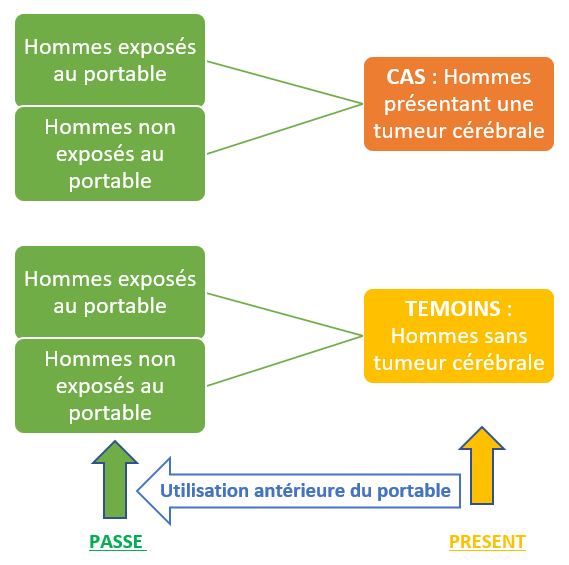 Hommes exposés
au portable
Hommes non
exposés au
portable
CAS : Hommes
présentant une
tumeur cérébrale
Hommes exposés
au portable
Hommes non
exposés au
portable
TEMOINS :
Hommes sans
tumeur cérébrale
Utilisation antérieure du portable
PASSE
PRESENT